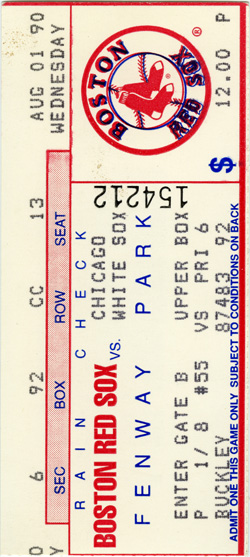 AUG 01 90
WEDNESDAY
BOSTON
RED SOX
12.00 P
$
154212
13
CC
92
6
SEAT
ROW
BOX
SEC
RAIN CHECK
CHICAGO
WHITE SOX
BOSTON RED SOX VS.
FENWAY PARK
ENTER GATE B UPPER BOX
P 1/8 #55 VS FRI 6
BUCKLEY 87483 92
ADMIT ONE THIS GAME ONLY SUBJECT TO CONDITIONS ON BACK